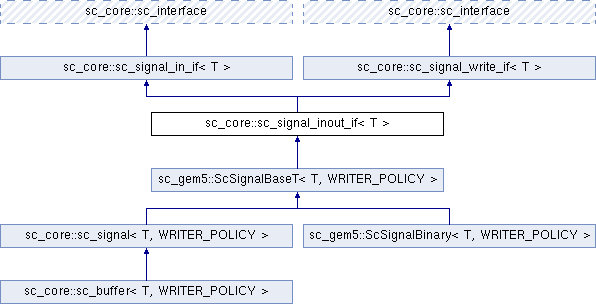 sc_core::sc_interface
sc_core::sc_interface
sc_core::sc_signal_in_if< T >
sc_core::sc_signal_write_if< T >
sc_core::sc_signal_inout_if< T >
sc_gem5::ScSignalBaseT< T, WRITER_POLICY >
sc_core::sc_signal< T, WRITER_POLICY >
sc_gem5::ScSignalBinary< T, WRITER_POLICY >
sc_core::sc_buffer< T, WRITER_POLICY >